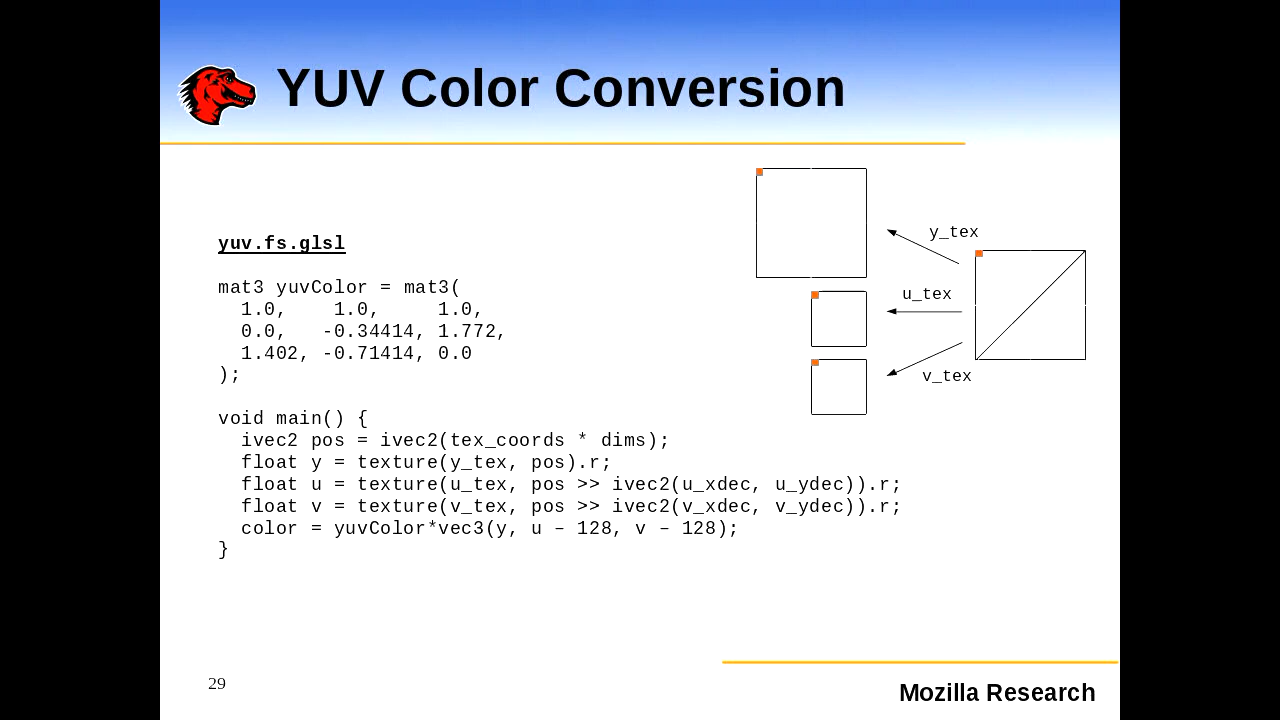 YUV Color Conversion
yuv.fs.glsl
mat3 yuvColor = mat3(
  1.0,    1.0,     1.0,
  0.0,   -0.34414, 1.772,
  1.402, -0.71414, 0.0
);
void main() {
  ivec2 pos = ivec2(tex_coords * dims);
  float y = texture(y_tex, pos).r;
  float u = texture(u_tex, pos >> ivec2(u_xdec, u_ydec)).r;
  float v = texture(v_tex, pos >> ivec2(v_xdec, v_ydec)).r;
  color = yuvColor*vec3(y, u – 128, v – 128);
}
y_tex
u_tex
v_tex
29
Mozilla Research